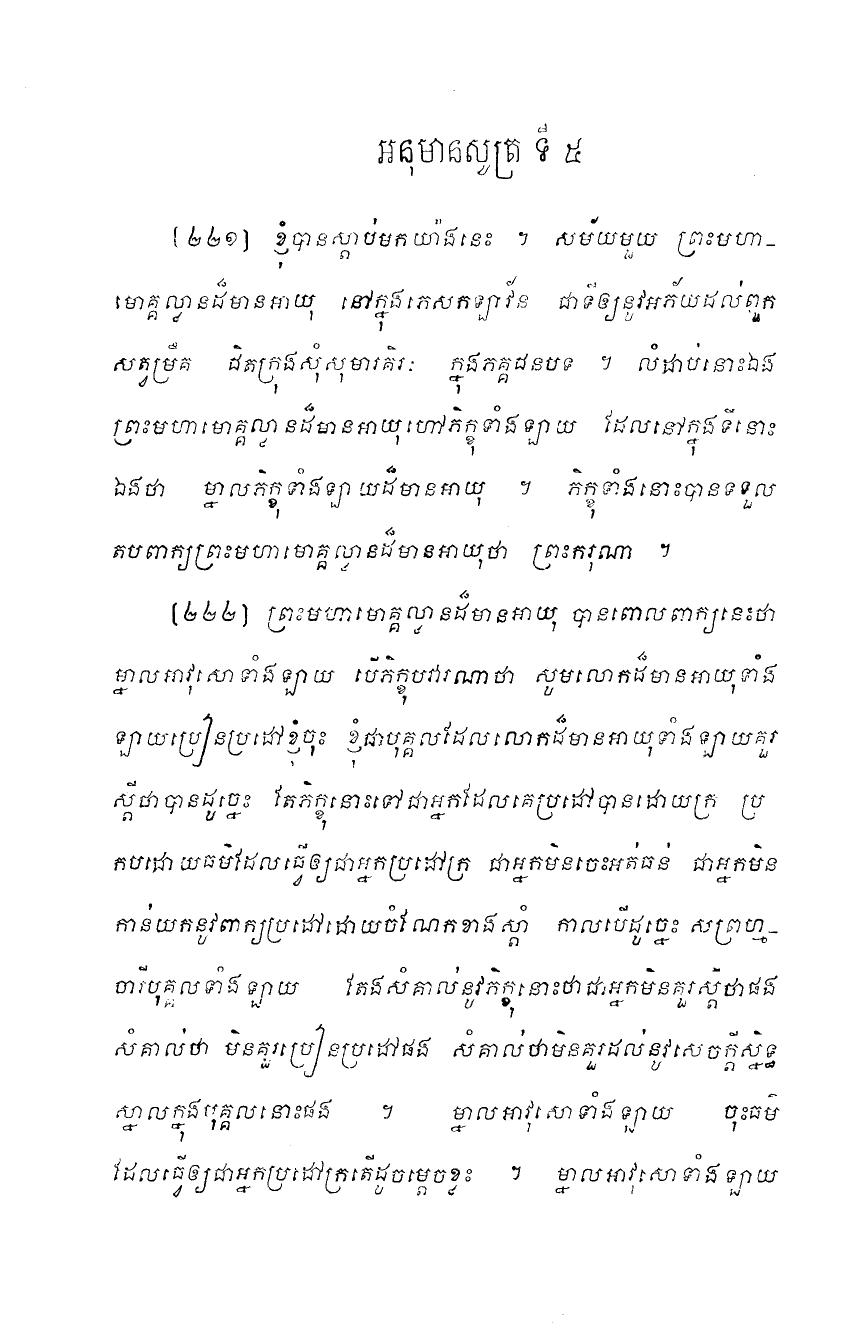 អនុមានសូត្រ ទី ៥
(២២១) ខ្ញុំបានស្តាប់មកយ៉ាងនេះ ។ សម័យមួយ ព្រះមហា-
មោគ្គល្លានដ៏មានអាយុ នៅក្នុងភេសកឡាវ័ន ជាទីឲ្យនូវអភ័យដល់ពួក
សត្វម្រឹគ ជិតក្រុងសុំសុមារគិរៈ ក្នុងភគ្គជនបទ ។ លំដាប់នោះឯង
ព្រះមហាមោគ្គល្លានដ៏មានអាយុហៅភិក្ខុទាំងឡាយ ដែលនៅក្នុងទីនោះ
ឯងថា ម្នាលភិក្ខុទាំងឡាយដ៏មានអាយុ ។ ភិក្ខុទាំងនោះបានទទួល
តបពាក្យព្រះមហាមោគ្គល្លានដ៏មានអាយុថា ព្រះករុណា ។
(២២២) ព្រះមហាមោគ្គល្លានដ៏មានអាយុ បានពោលពាក្យនេះថា
ម្នាលអាវុសោទាំងឡាយ បើភិក្ខុបវារណាថា សូមលោកដ៏មានអាយុទាំង
ឡាយប្រៀនប្រដៅខ្ញុំចុះ ខ្ញុំជាបុគ្គលដែលលោកដ៏មានអាយុទាំងឡាយគួរ
ស្តីថាបានដូច្នេះ តែភិក្ខុនោះទៅជាអ្នកដែលគេប្រដៅបានដោយក្រ ប្រ
កបដោយធម៌ដែលធ្វើឲ្យជាអ្នកប្រដៅក្រ ជាអ្នកមិនចេះអត់ធន់ ជាអ្នកមិន
កាន់យកនូវពាក្យប្រដៅដោយចំណែកខាងស្តាំ កាលបើដូច្នេះ សព្រហ្ម-
ចារីបុគ្គលទាំងឡាយ តែងសំគាល់នូវភិក្ខុនោះថាជាអ្នកមិនគួរស្តីថាផង
សំគាល់ថា មិនគួរប្រៀនប្រដៅផង សំគាល់ថាមិនគួរដល់នូវសេចក្តីស្និទ្ធ
ស្នាលក្នុងបុគ្គលនោះផង ។ ម្នាលអាវុសោទាំងឡាយ ចុះធម៌
ដែលធ្វើឲ្យជាអ្នកប្រដៅក្រតើដូចម្តេចខ្លះ ។ ម្នាលអាវុសោទាំងឡាយ